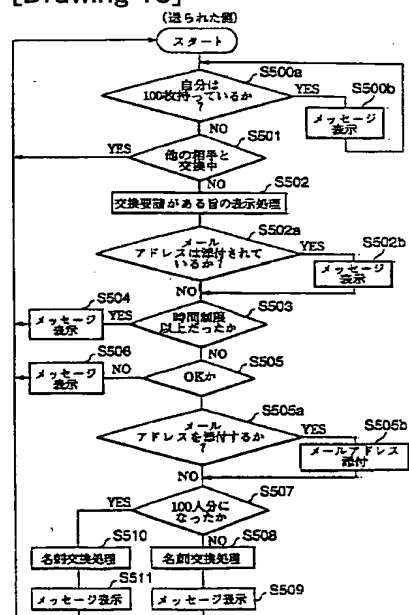 [Drawing 10]
(送られた側)
スタート
S500a
自分は
100枚持っているか
?
YES
S500b
メッセージ
表示
NO
S501
他の相手と
交換中
YES
NO
S502
交換要請がある旨の表示処理
S502a
メール
アドレスは添付されて
いるか?
YES
S502b
メッセージ
表示
NO
S503
時間制限
以上だったか
YES
S504
メッセージ
表示
NO
S505
OKか
NO
S506
メッセージ
表示
S505a
メール
アドレスを添付するか
?
YES
S505b
メールアドレス
添付
NO
S507
100人分に
なったか
YES
S510
名刺交換処理
S511
メッセージ表示
NO
S508
名刺交換処理
メッセージ表示
S509